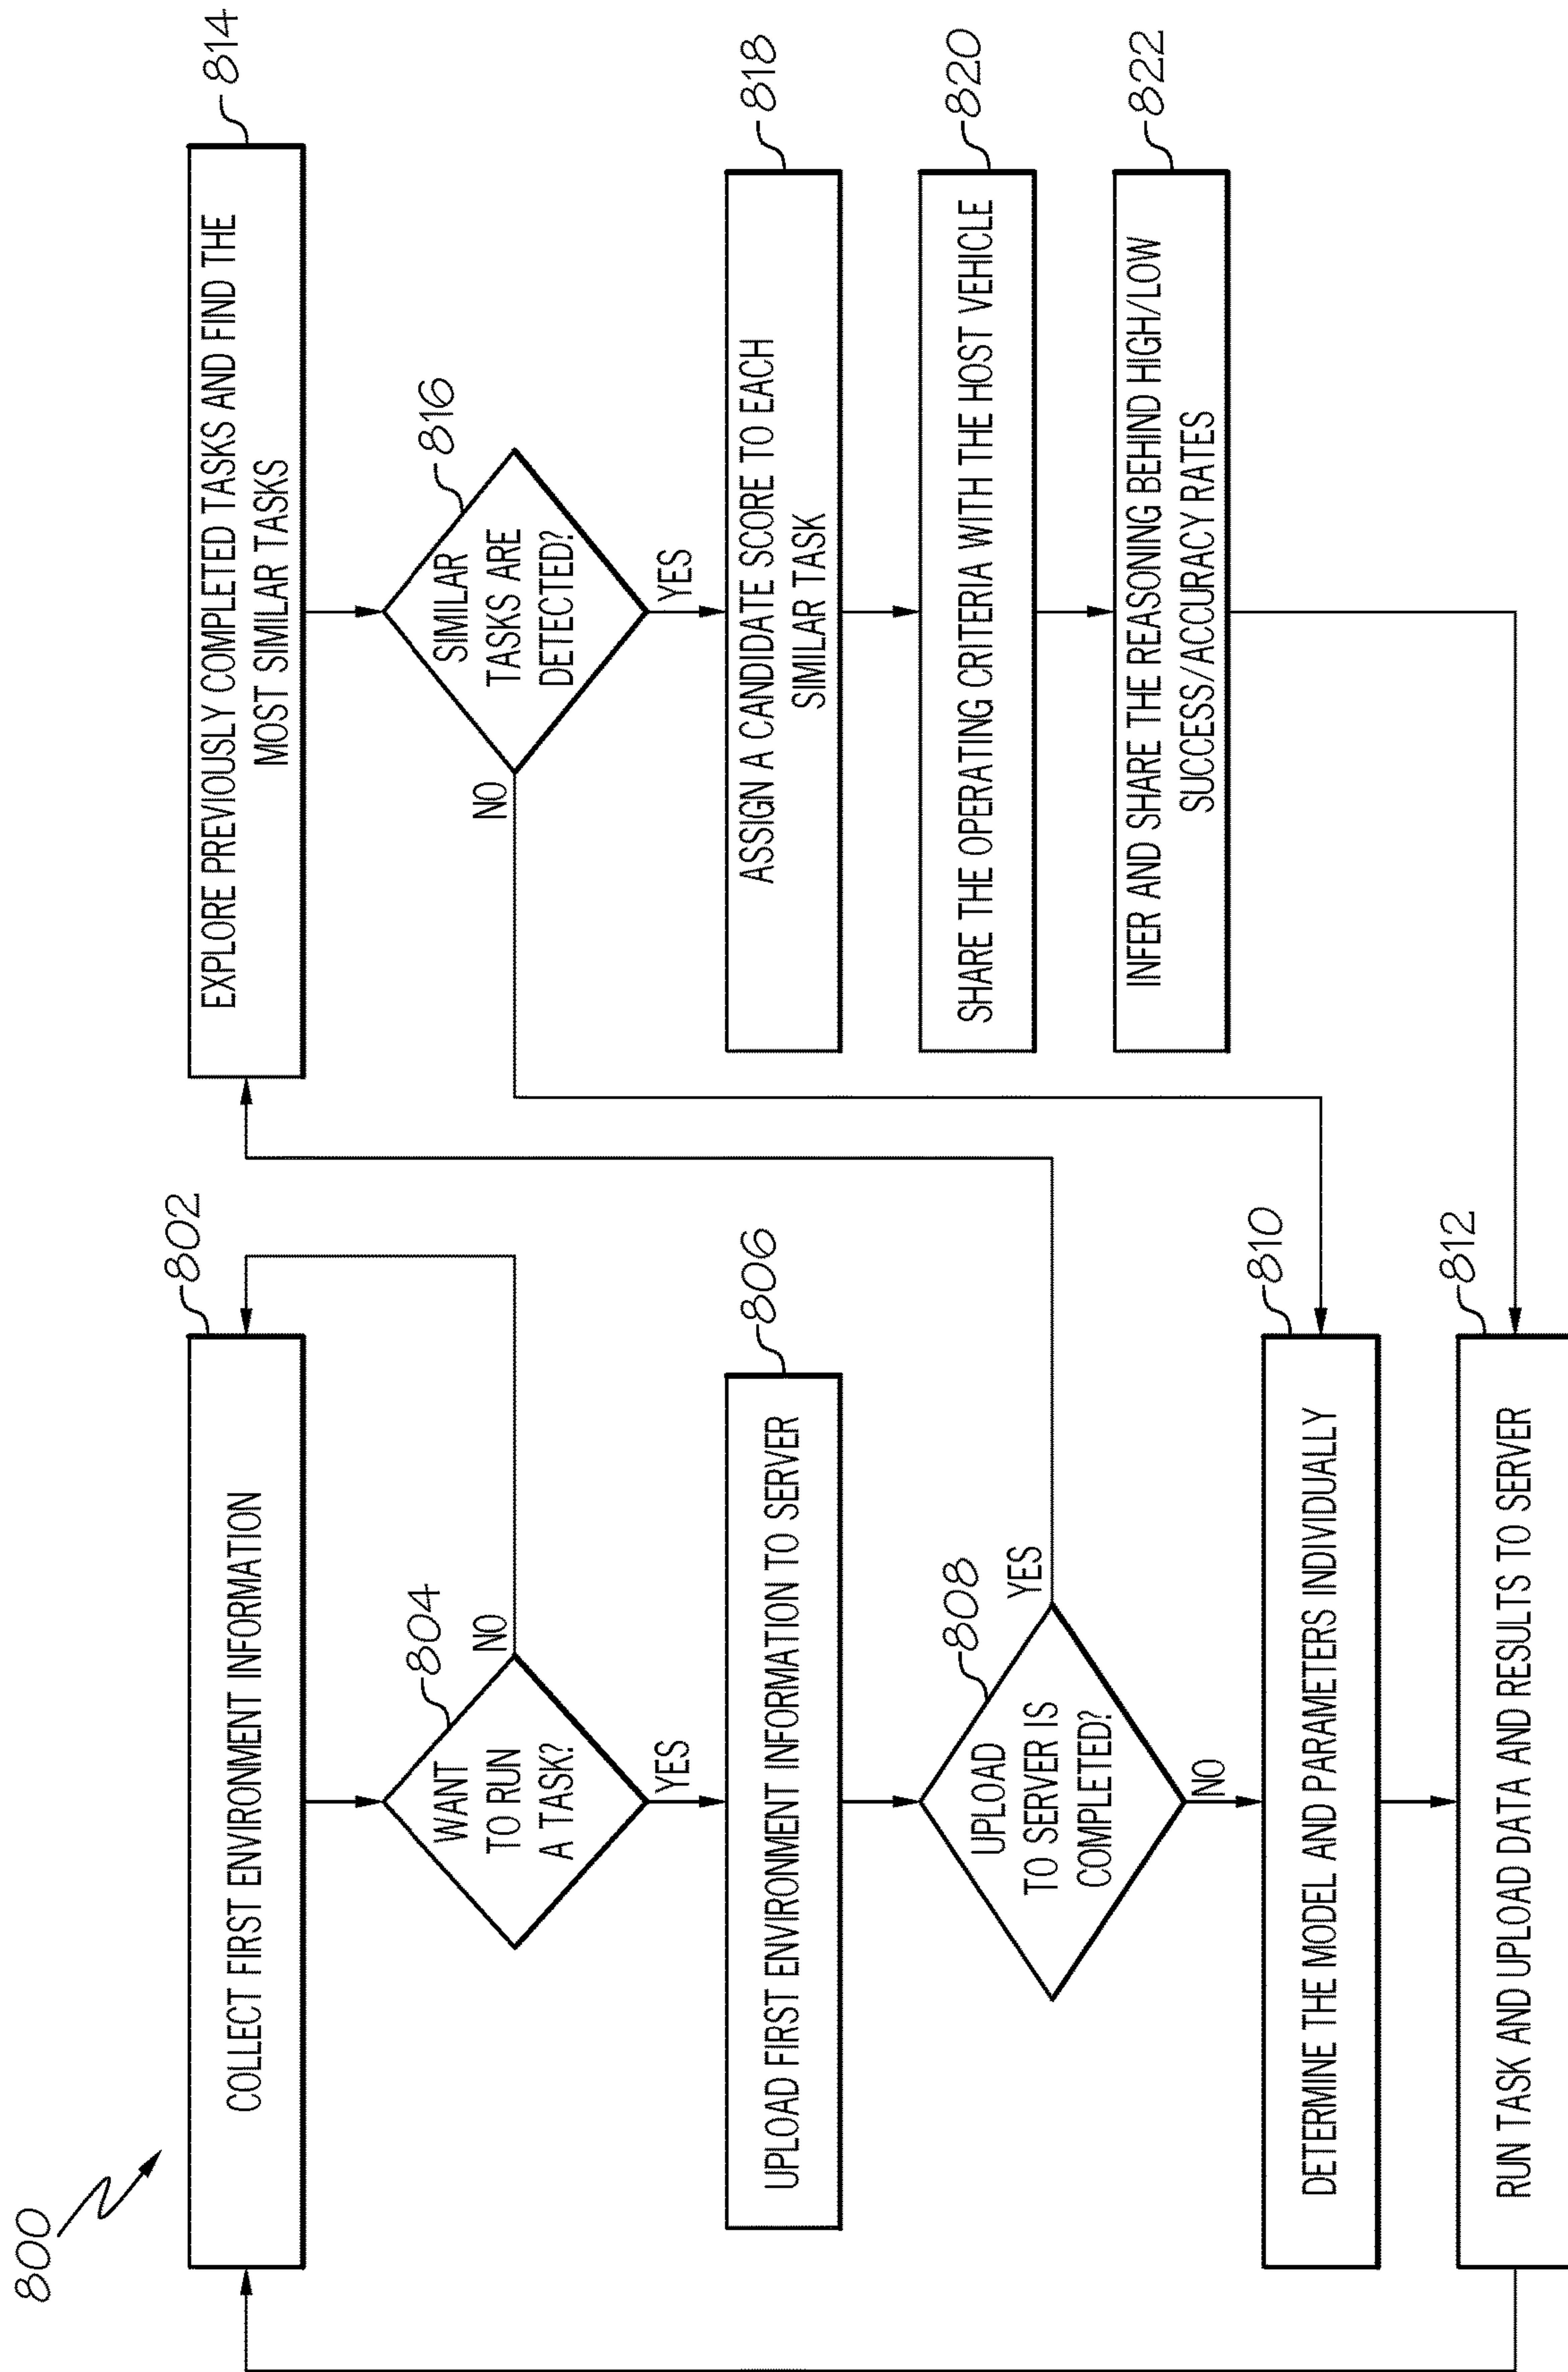 800
802
COLLECT FIRST ENVIRONMENT INFORMATION
804
WANT
TO RUN
A TASK?
NO
YES
806
UPLOAD FIRST ENVIRONMENT INFORMATION TO SERVER
808
UPLOAD
TO SERVER IS
COMPLETED?
YES
NO
810
DETERMINE THE MODEL AND PARAMETERS INDIVIDUALLY
812
RUN TASK AND UPLOAD DATA AND RESULTS TO SERVER
814
EXPLORE PREVIOUSLY COMPLETED TASKS AND FIND THE
MOST SIMILAR TASKS
816
SIMILAR
TASKS ARE
DETECTED?
NO
YES
818
ASSIGN A CANDIDATE SCORE TO EACH
SIMILAR TASK
820
SHARE THE OPERATING CRITERIA WITH THE HOST VEHICLE
822
INFER AND SHARE THE REASONING BEHIND HIGH/LOW
SUCCESS/ACCURACY RATES